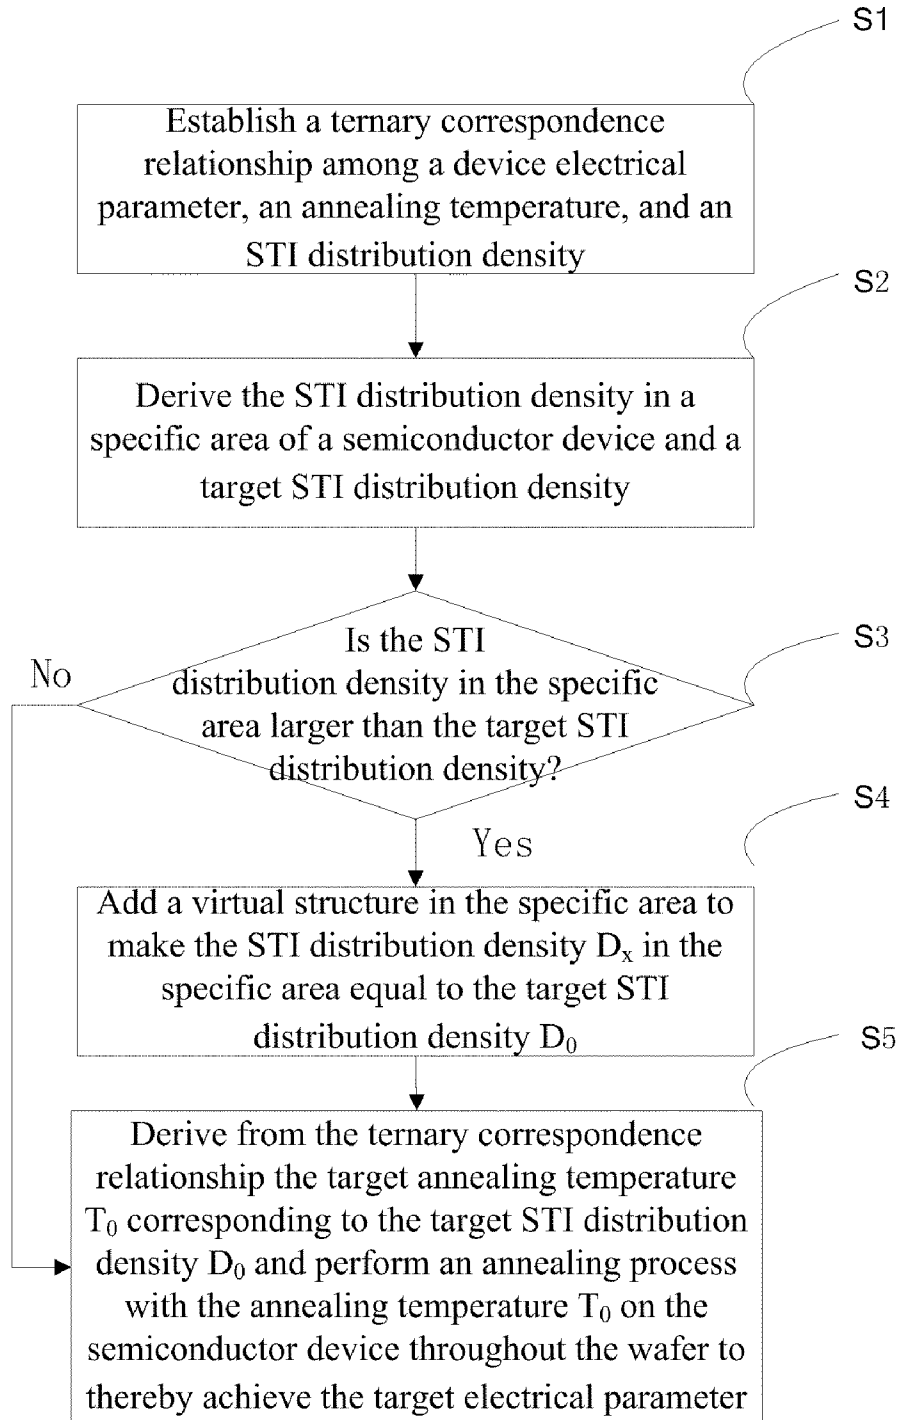 S1
Establish a ternary correspondence
relationship among a device electrical
parameter, an annealing temperature, and an
STI distribution density
S2
Derive the STI distribution density in a
specific area of a semiconductor device and a
target STI distribution density
S3
Is the STI
distribution density in the specific
area larger than the target STI
distribution density?
No
Yes
S4
Add a virtual structure in the specific area to
make the STI distribution density Dx in the
specific area equal to the target STI
distribution density D0
S5
Derive from the ternary correspondence
relationship the target annealing temperature
T0 corresponding to the target STI distribution
density D0 and perform an annealing process
with the annealing temperature T0 on the
semiconductor device throughout the wafer to
thereby achieve the target electrical parameter